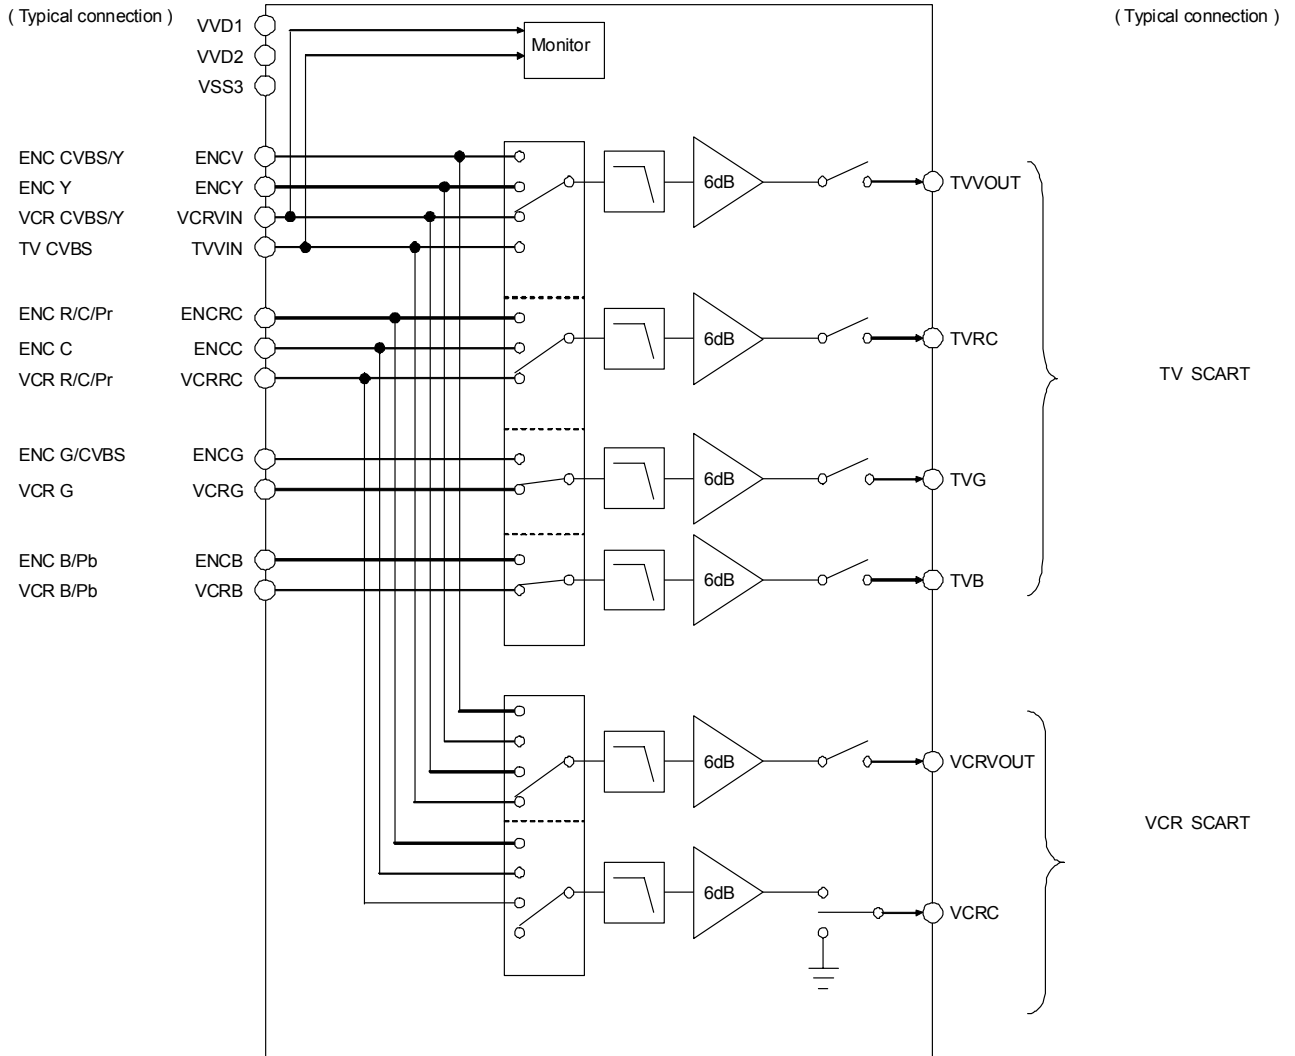 ( Typical connection )
( Typical connection )
VVD1
VVD2
VSS3
Monitor
ENC CVBS/Y ENCV
ENC Y ENCY
VCR CVBS/Y VCRVIN
TV CVBS TVVIN
6dB
TVVOUT
ENC R/C/Pr ENCRC
ENC C ENCC
VCR R/C/Pr VCRRC
6dB
TVRC
TV SCART
ENC G/CVBS ENCG
VCR G VCRG
6dB
TVG
ENC B/Pb ENCB
VCR B/Pb VCRB
6dB
TVB
6dB
VCRVOUT
VCR SCART
6dB
VCRC